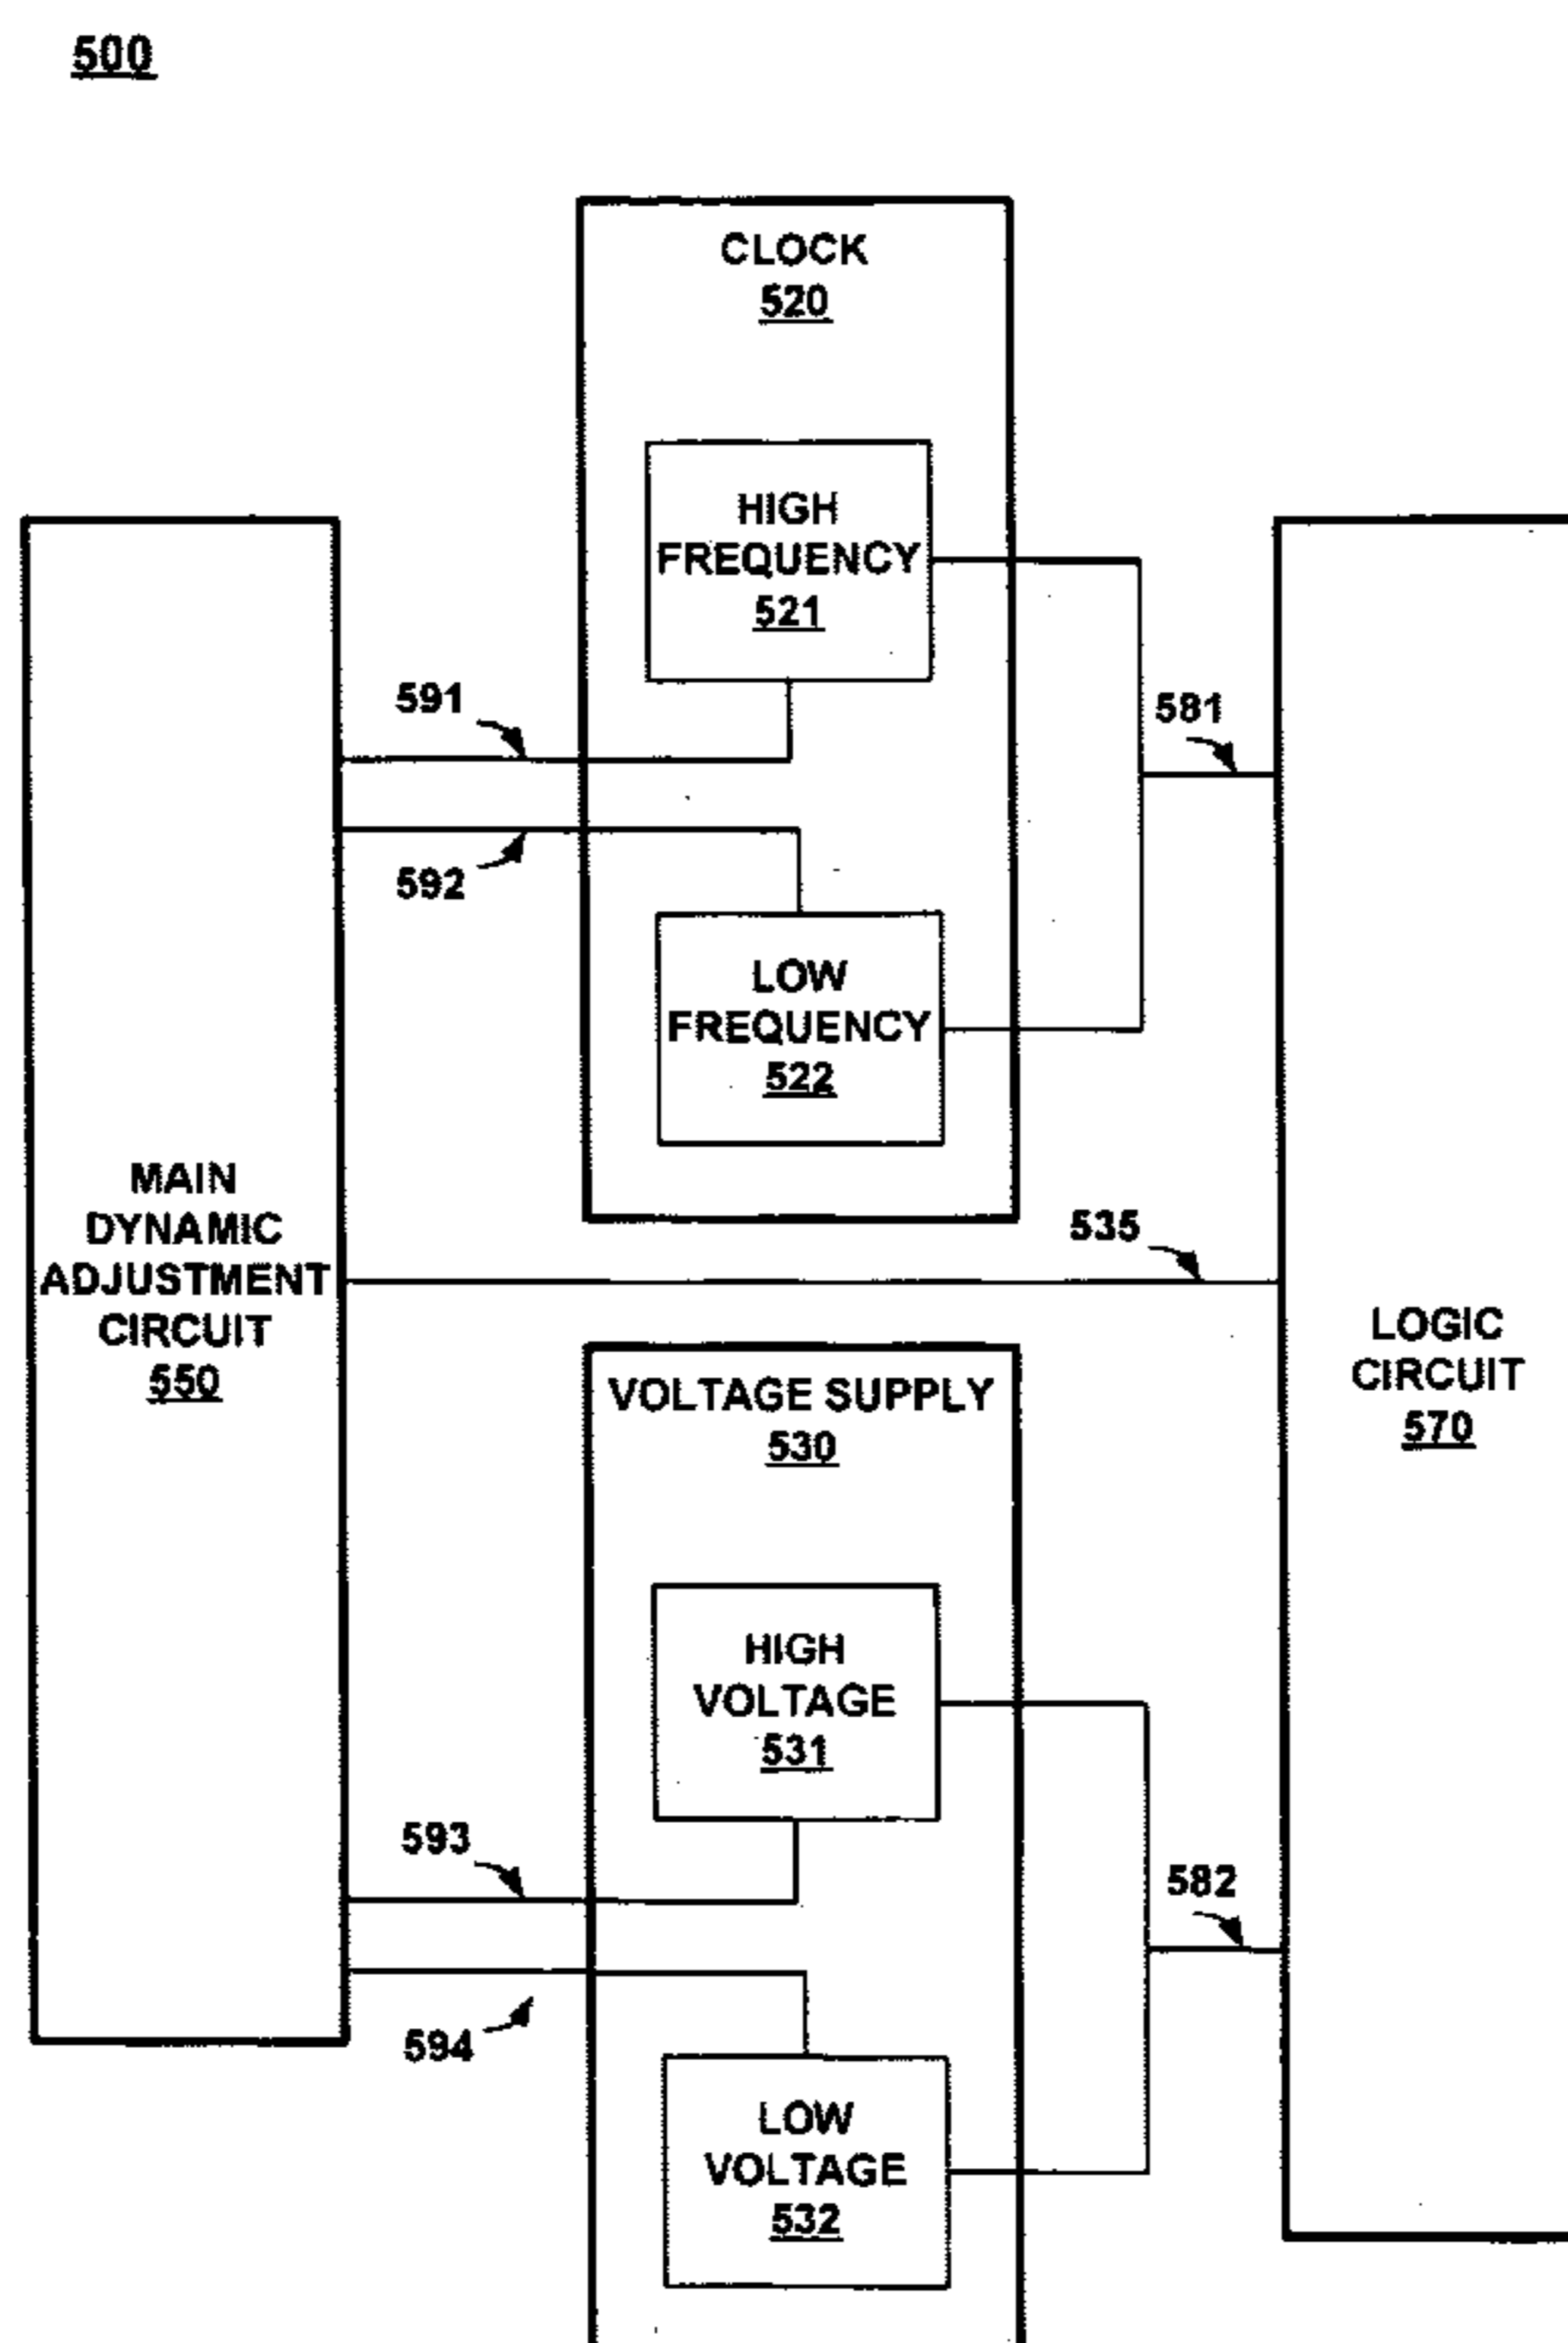 500
CLOCK
520
HIGH
FREQUENCY
521
591
581
592
LOW
FREQUENCY
522
MAIN
DYNAMIC
ADJUSTMENT
CIRCUIT
550
535
LOGIC
CIRCUIT
570
VOLTAGE SUPPLY
530
HIGH
VOLTAGE
531
593
582
594
LOW
VOLTAGE
532